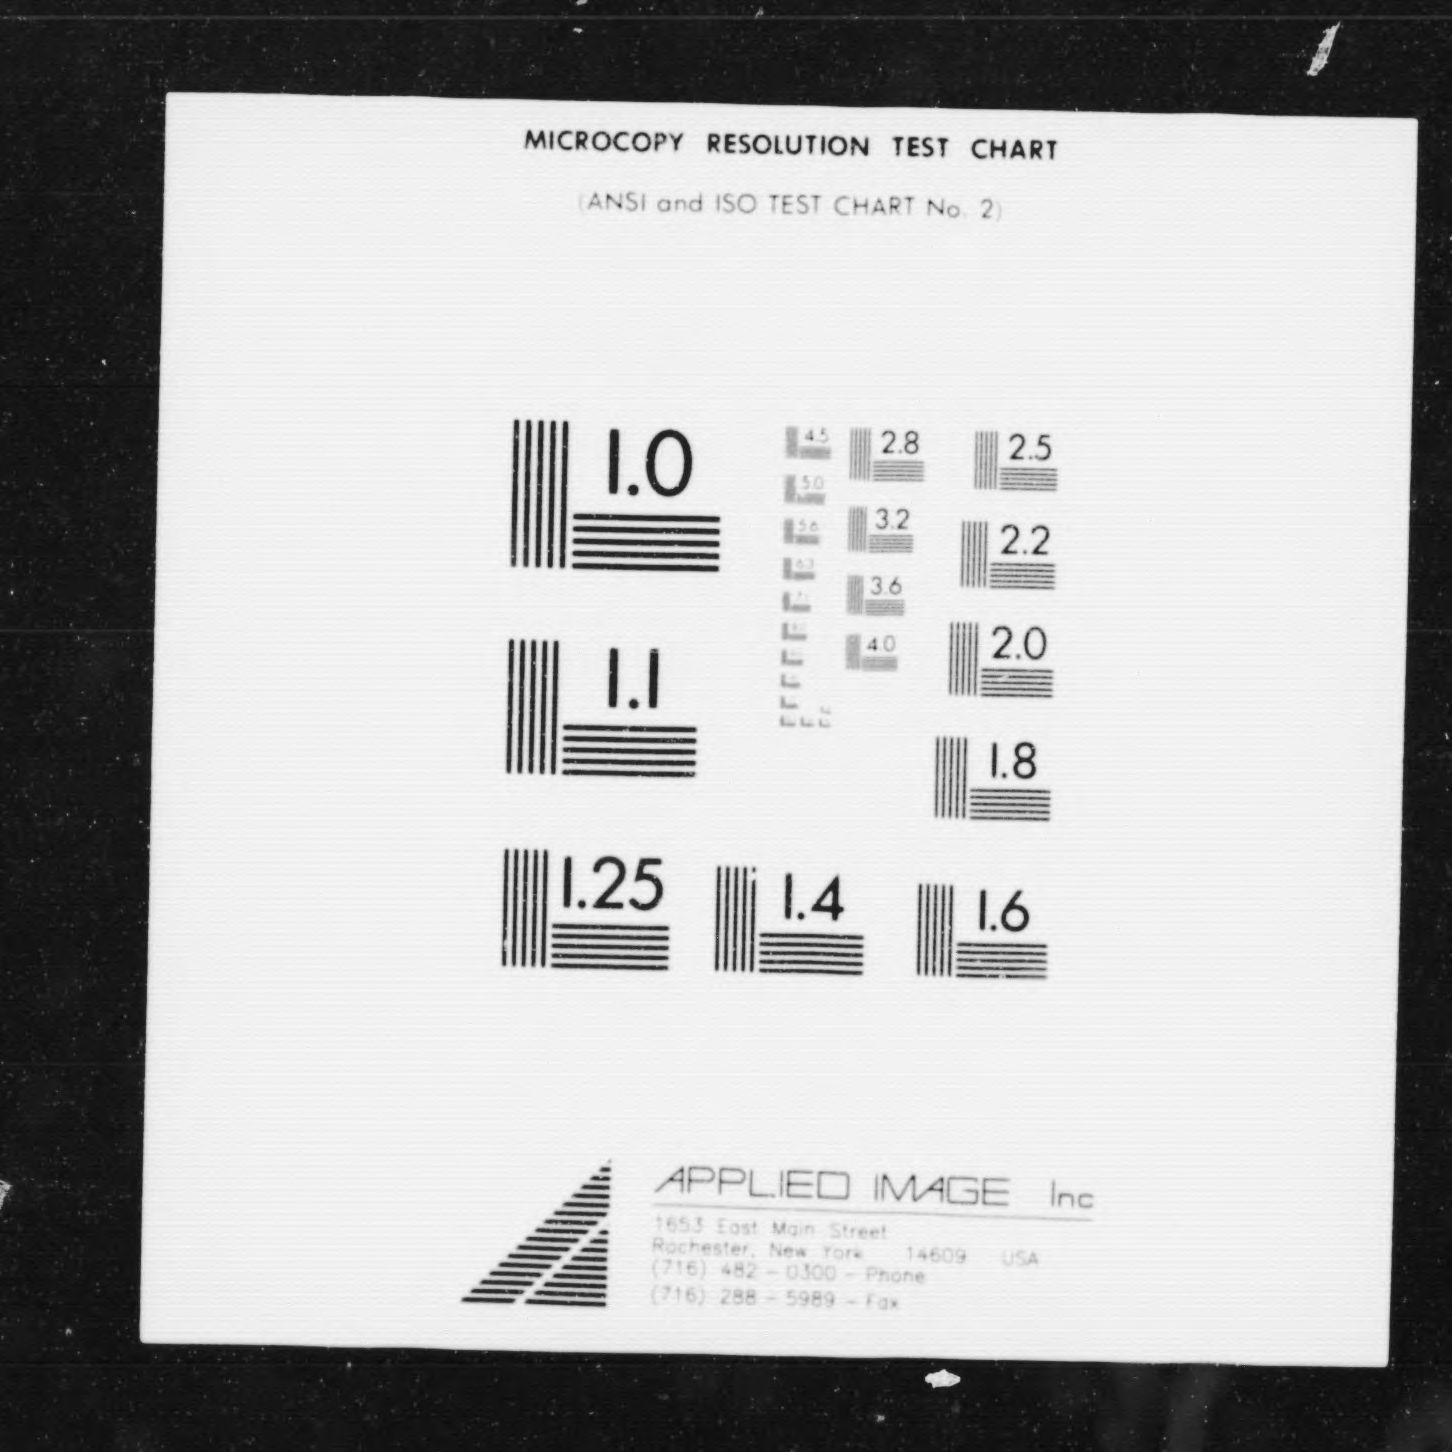 MICROCOPY RESOLUTION TEST CHART
(ANSI and ISO TEST CHART No. 2)
1.0
1.1
1.25
1.4
1.6
1.8
2.0
2.2
2.5
2.8
3.2
3.6
4.0
4.5
5.0
5.6
6.3
7.1
APPLIED IMAGE Inc
1653 East Main Street
Rochester, New York 14609 USA
(716) 482 - 0300 - Phone
(716) 288 - 5989 - Fax